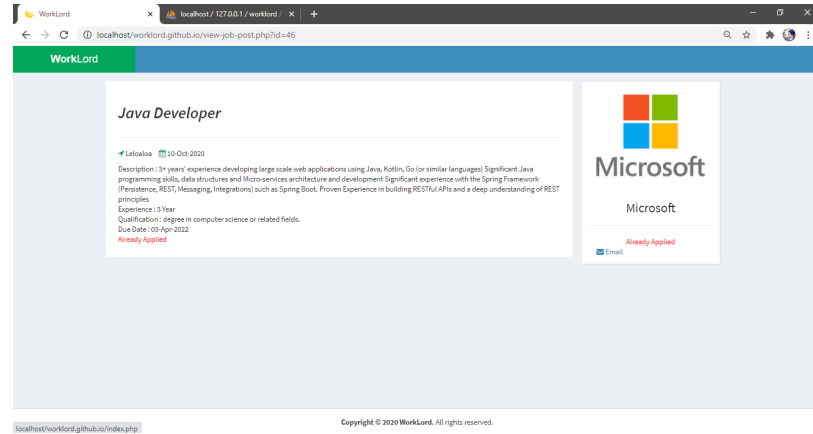 WorkLord
localhost / 127.0.0.1 / worklord /
localhost/worklord.github.io/view-job-post.php?id=46
WorkLord
Java Developer
Leloaloa 10-Oct-2020
Description : 3+ years' experience developing large scale web applications using Java, Kotlin, Go (or similar languages) Significant Java
programming skills, data structures and Micro-services architecture and development Significant experience with the Spring Framework
(Persistence, REST, Messaging, Integrations) such as Spring Boot. Proven Experience in building RESTful APIs and a deep understanding of REST
principles
Experience : 3 Year
Qualification : degree in computer science or related fields.
Due Date : 03-Apr-2022
Already Applied
Microsoft
Microsoft
Already Applied
Email
Copyright © 2020 WorkLord. All rights reserved.
localhost/worklord.github.io/index.php